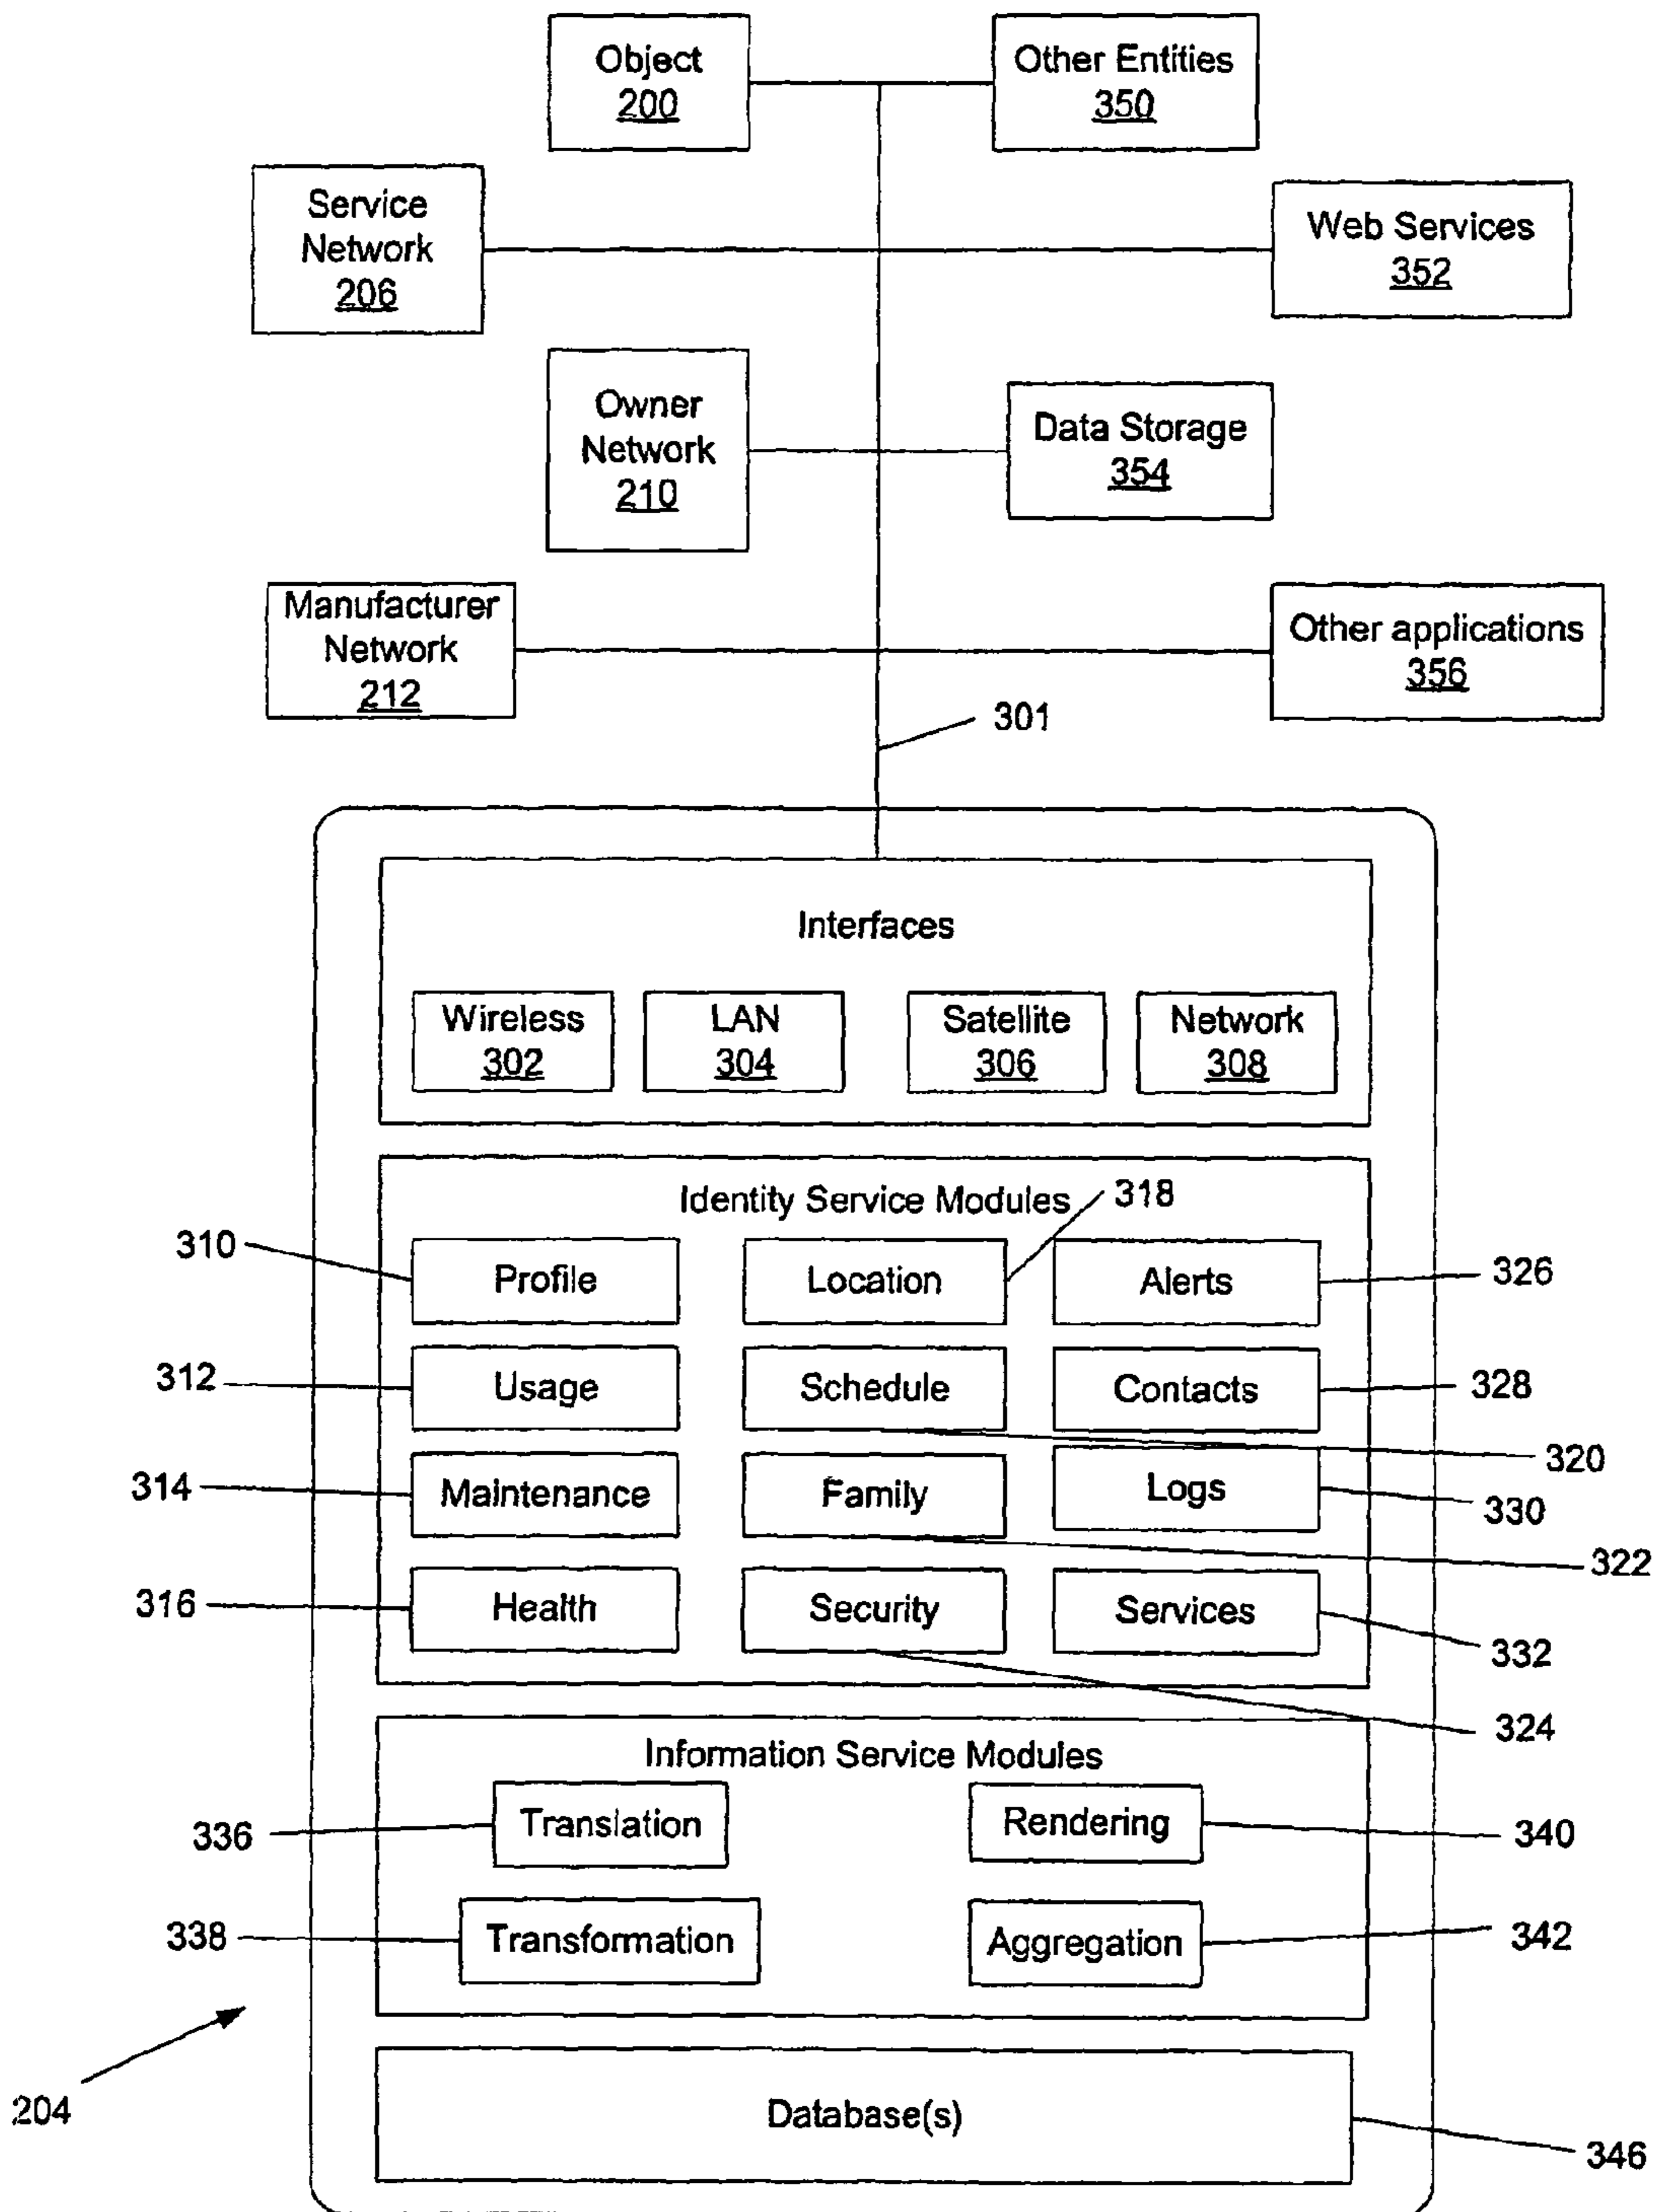 Object
200
Other Entities
350
Service
Network
206
Web Services
352
Owner
Network
210
Data Storage
354
Manufacturer
Network
212
Other applications
356
301
Interfaces
Wireless
302
LAN
304
Satellite
306
Network
308
Identity Service Modules
318
310
Profile
Location
Alerts
326
312
Usage
Schedule
Contacts
328
320
314
Maintenance
Family
Logs
330
322
316
Health
Security
Services
332
324
Information Service Modules
336
Translation
Rendering
340
338
Transformation
Aggregation
342
204
Database(s)
346